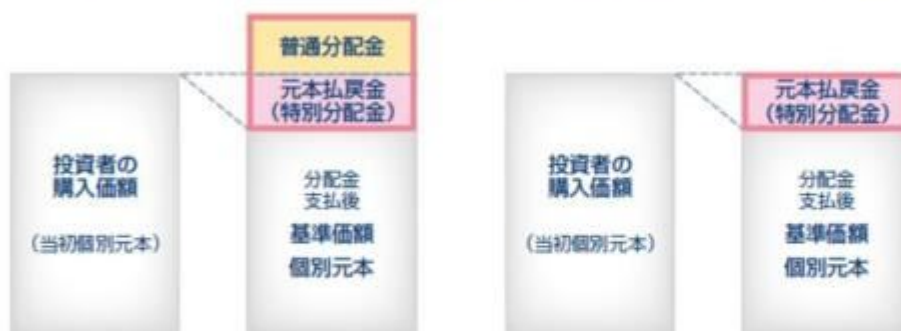 普通分配金
元本払戻金
(特別分配金)
投資者の
購入価額
(当初個別元本)
分配金
支払後
基準価額
個別元本
元本払戻金
(特別分配金)
投資者の
購入価額
(当初個別元本)
分配金
支払後
基準価額
個別元本